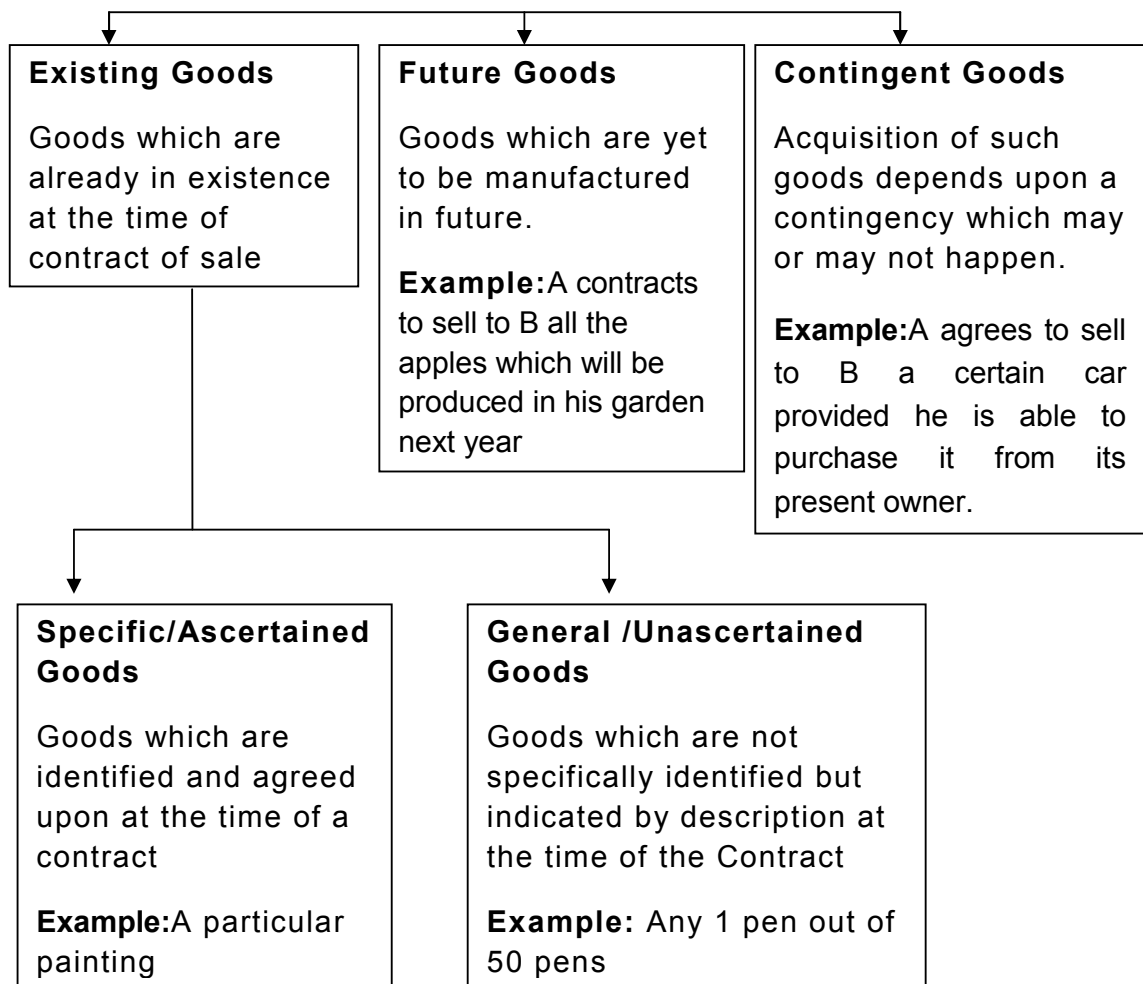 Existing Goods
Goods which are
already in existence
at the time of
contract of sale
Future Goods
Goods which are yet
to be manufactured
in future.
Example:A contracts
to sell to B all the
apples which will be
produced in his garden
next year
Contingent Goods
Acquisition of such
goods depends upon a
contingency which may
or may not happen.
Example:A agrees to sell
to B a certain car
provided he is able to
purchase it from its
present owner.
Specific/Ascertained
Goods
Goods which are
identified and agreed
upon at the time of a
contract
Example:A particular
painting
General /Unascertained
Goods
Goods which are not
specifically identified but
indicated by description at
the time of the Contract
Example: Any 1 pen out of
50 pens